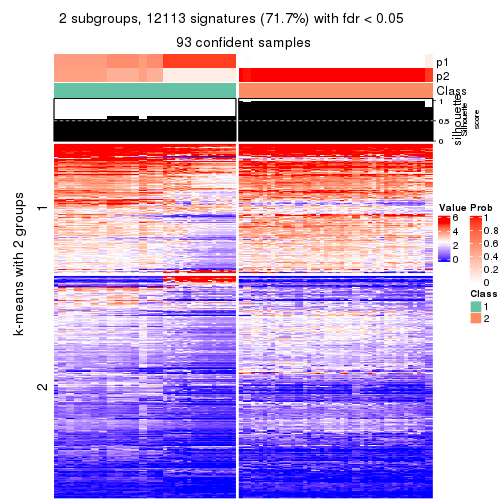 2 subgroups, 12113 signatures (71.7%) with fdr < 0.05
93 confident samples
p1
p2
Class
silhouette
Silhouette
score
1
0.5
0
k-means with 2 groups
1
2
Value
6
4
2
0
Prob
1
0.8
0.6
0.4
0.2
0
Class
1
2